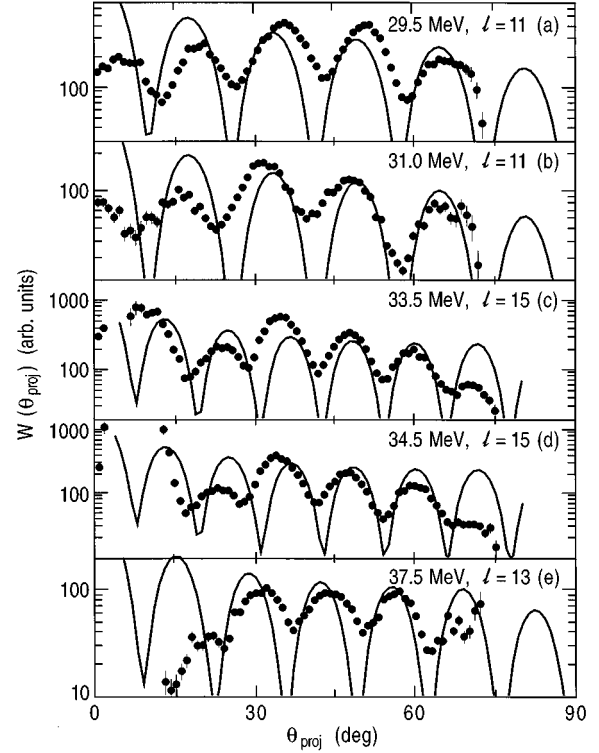 29.5 MeV, ℓ = 11 (a)
100
31.0 MeV, ℓ = 11 (b)
100
33.5 MeV, ℓ = 15 (c)
1000
100
34.5 MeV, ℓ = 15 (d)
1000
100
37.5 MeV, ℓ = 13 (e)
100
10
W (θproj) (arb. units)
0 30 60 90
θproj (deg)